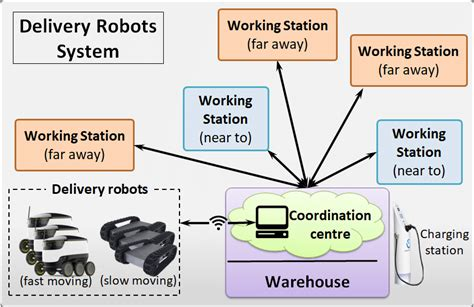 Delivery Robots
System
Working Station
(far away)
Working Station
(far away)
Working Station
(near to)
Working Station
(far away)
Working Station
(near to)
Delivery robots
(fast moving)
(slow moving)
Coordination
centre
Warehouse
Charging
station